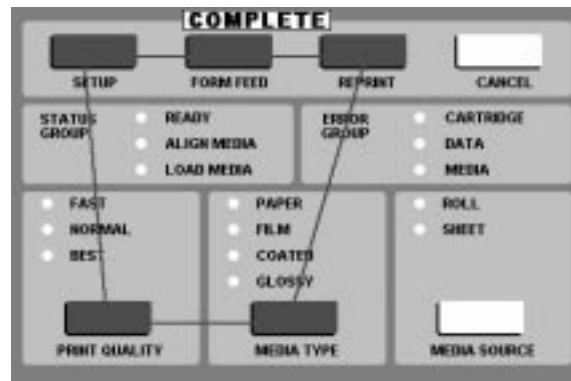 COMPLETE
SETUP
FORM FEED
REPRINT
CANCEL
STATUS
GROUP
READY
ALIGN MEDIA
LOAD MEDIA
ERROR
GROUP
CARTRIDGE
DATA
MEDIA
FAST
NORMAL
BEST
PAPER
FILM
COATED
GLOSSY
ROLL
SHEET
PRINT QUALITY
MEDIA TYPE
MEDIA SOURCE